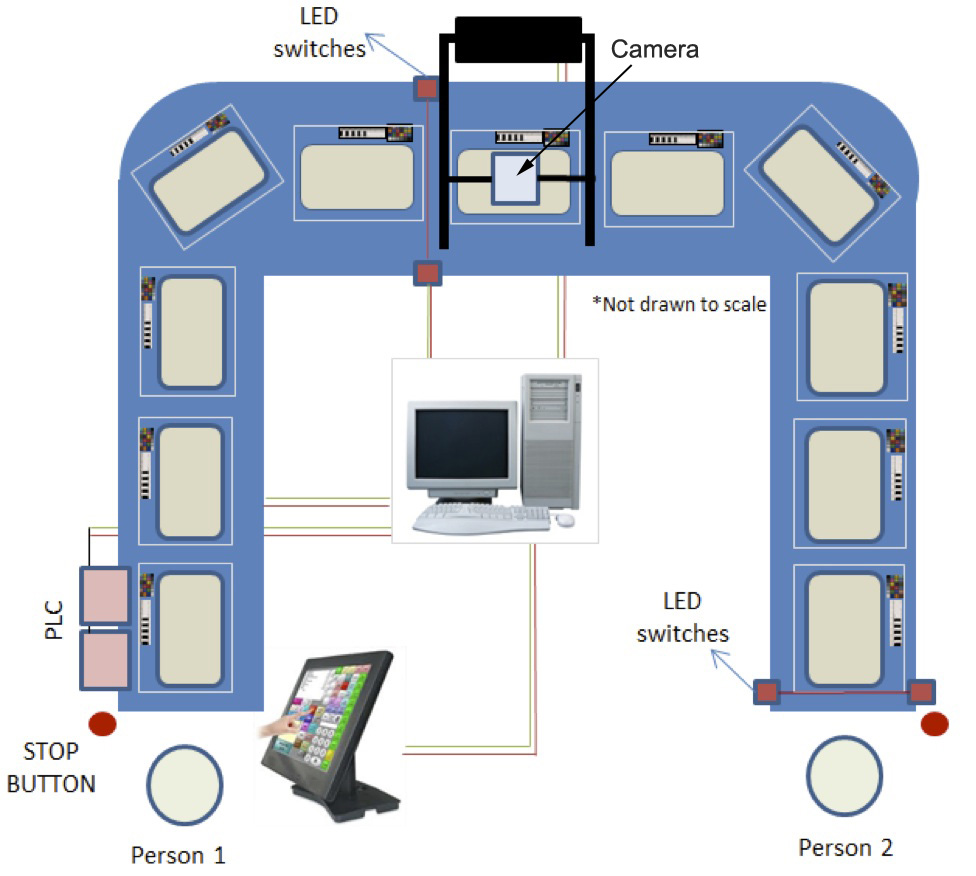 LED
switches
Camera
*Not drawn to scale
PLC
LED
switches
STOP
BUTTON
Person 1
Person 2